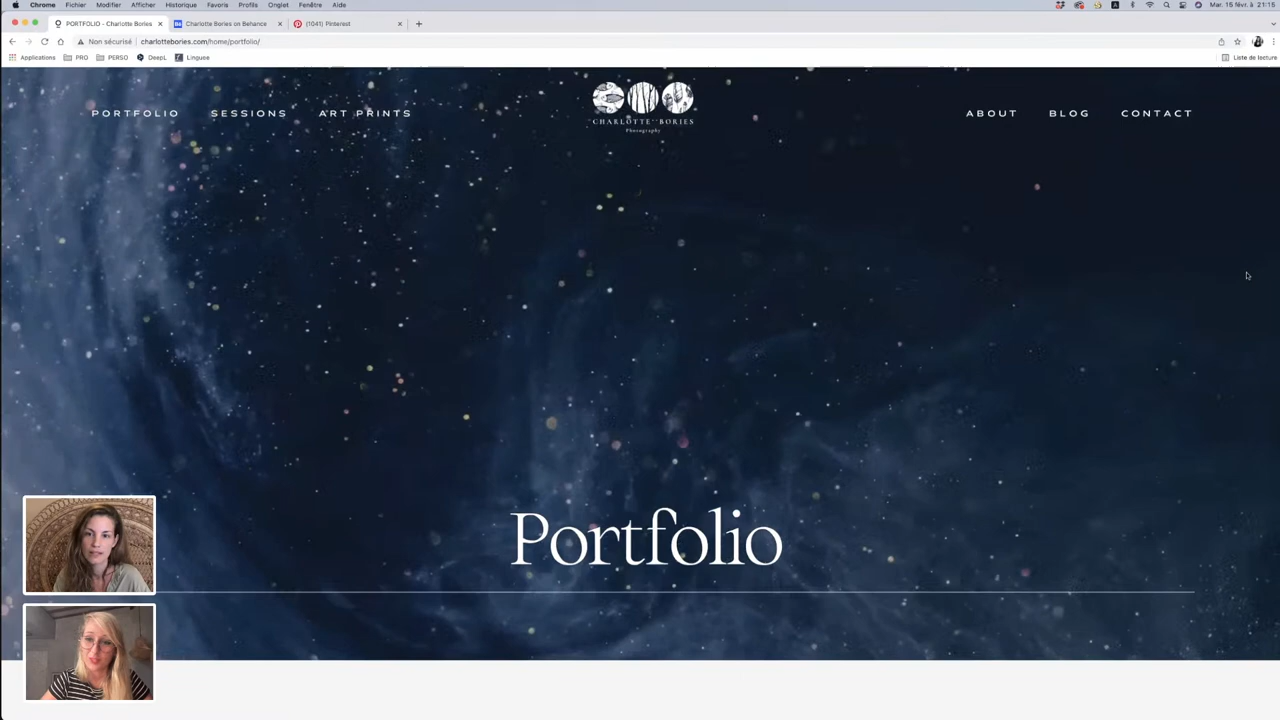 Chrome Fichier Modifier Afficher Historique Favoris Profils Onglet Fenêtre Aide
Mar. 15 févr. à 21:15
PORTFOLIO - Charlotte Bories
Charlotte Bories on Behance
(1041) Pinterest
Non sécurisé charlottebories.com/home/portfolio/
Applications PRO PERSO DeepL Linguee
Liste de lecture
PORTFOLIO SESSIONS ART PRINTS
CHARLOTTE BORIES
Photography
ABOUT BLOG CONTACT
Portfolio